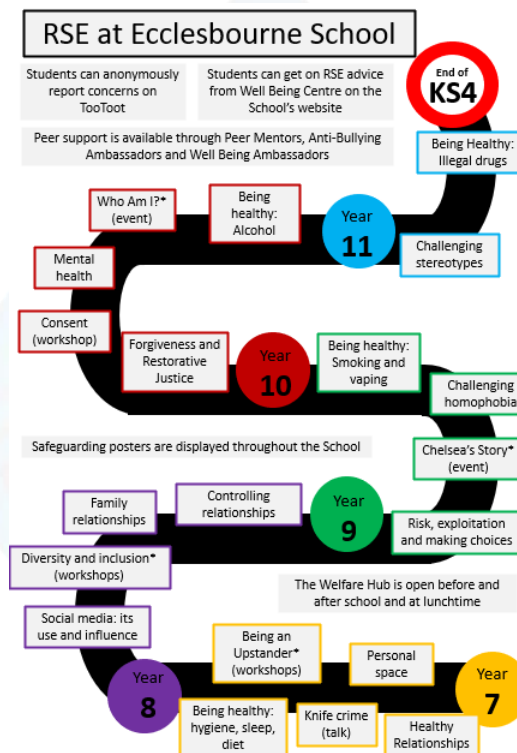 RSE at Ecclesbourne School
Students can anonymously
report concerns on
TooToot
Students can get on RSE advice
from Well Being Centre on the
School's website
End of
KS4
Peer support is available through Peer Mentors, Anti-Bullying
Ambassadors and Well Being Ambassadors
Being Healthy:
Illegal drugs
Who Am I?*
(event)
Being
healthy:
Alcohol
Year
11
Challenging
stereotypes
Mental
health
Consent
(workshop)
Forgiveness and
Restorative
Justice
Year
10
Being healthy:
Smoking and
vaping
Challenging
homophobia
Safeguarding posters are displayed throughout the School
Chelsea's Story*
(event)
Family
relationships
Controlling
relationships
Year
9
Risk, exploitation
and making choices
Diversity and inclusion*
(workshops)
The Welfare Hub is open before and
after school and at lunchtime
Social media: its
use and influence
Being an
Upstander*
(workshops)
Personal
space
Year
8
Year
7
Being healthy:
hygiene, sleep,
diet
Knife crime
(talk)
Healthy
Relationships